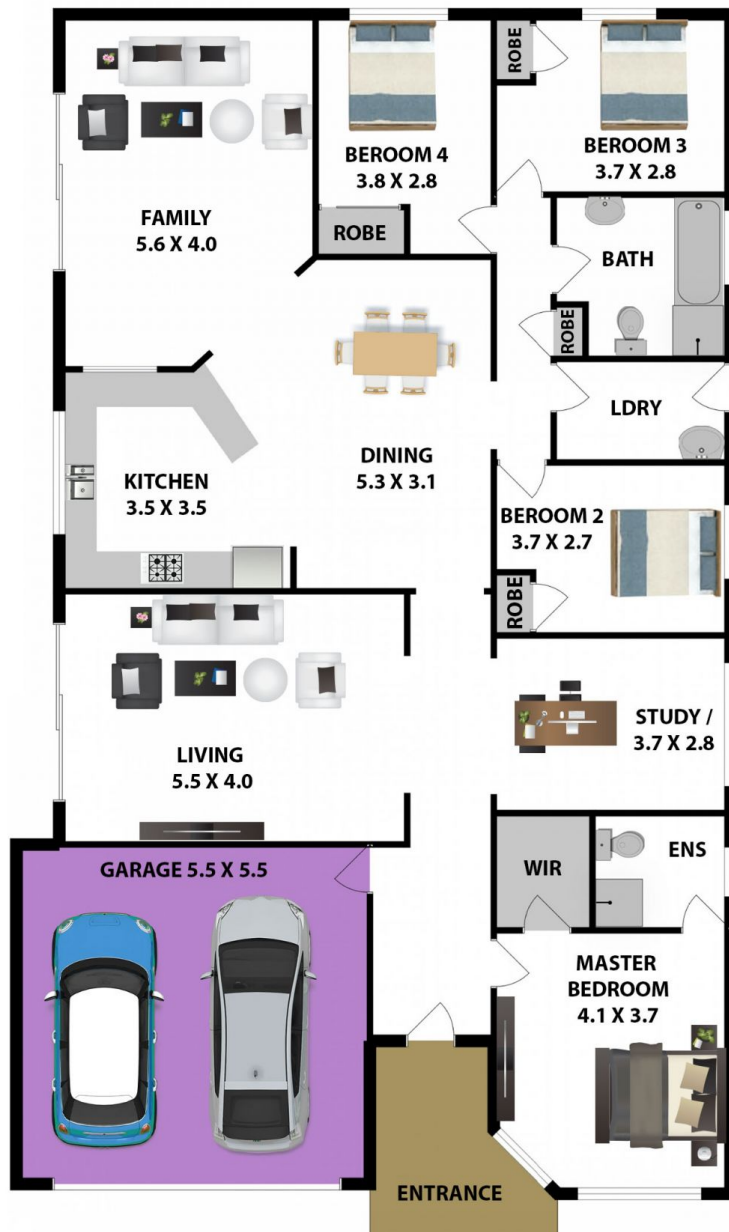 ROBE
BEROOM 4
3.8 X 2.8
BEROOM 3
3.7 X 2.8
FAMILY
5.6 X 4.0
ROBE
BATH
ROBE
LDRY
KITCHEN
3.5 X 3.5
DINING
5.3 X 3.1
BEROOM 2
3.7 X 2.7
ROBE
STUDY /
3.7 X 2.8
LIVING
5.5 X 4.0
GARAGE 5.5 X 5.5
WIR
ENS
MASTER
BEDROOM
4.1 X 3.7
ENTRANCE